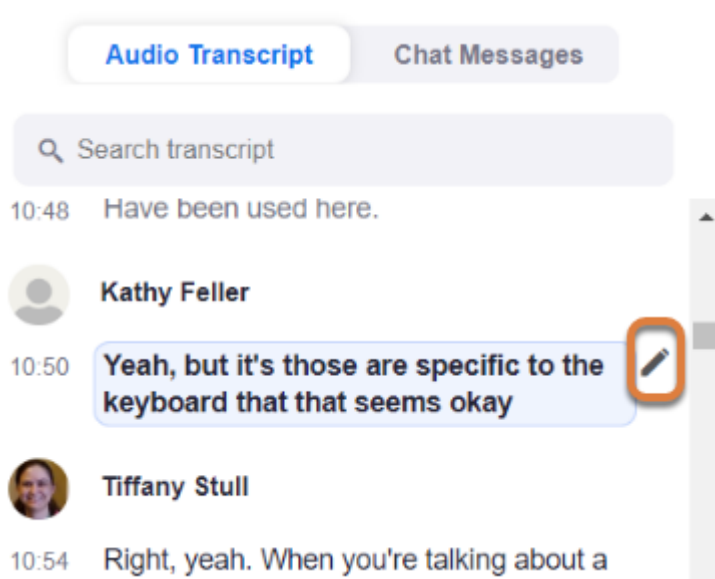 Audio Transcript Chat Messages
Search transcript
10:48 Have been used here.
Kathy Feller
10:50 Yeah, but it's those are specific to the
keyboard that that seems okay
Tiffany Stull
10:54 Right, yeah. When you're talking about a